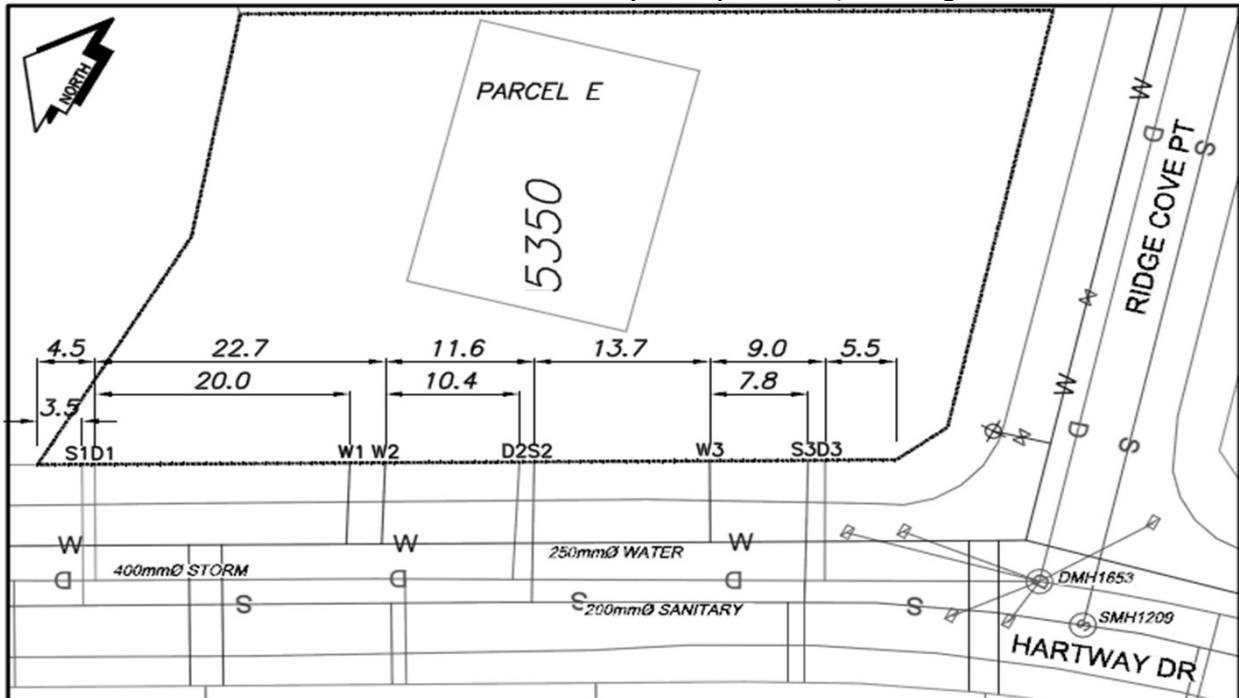 NORTH
PARCEL E
5350
W
D
S
RIDGE COVE PT
4.5 22.7 11.6 13.7 9.0 5.5
20.0 10.4 7.8
3.5
S1D1 W1 W2 D2S2 W3 S3D3
W
D
S
W W W
250mmØ WATER
400mmØ STORM
D D D
DMH1653
S S S
200mmØ SANITARY
S
SMH1209
HARTWAY DR